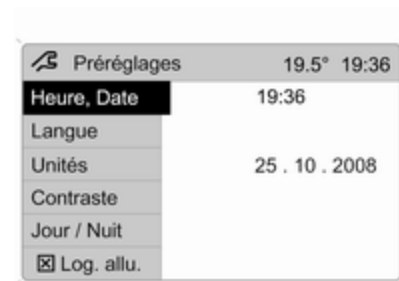 Préréglages 19.5° 19:36
Heure, Date 19:36
Langue
Unités 25 . 10 . 2008
Contraste
Jour / Nuit
Log. allu.